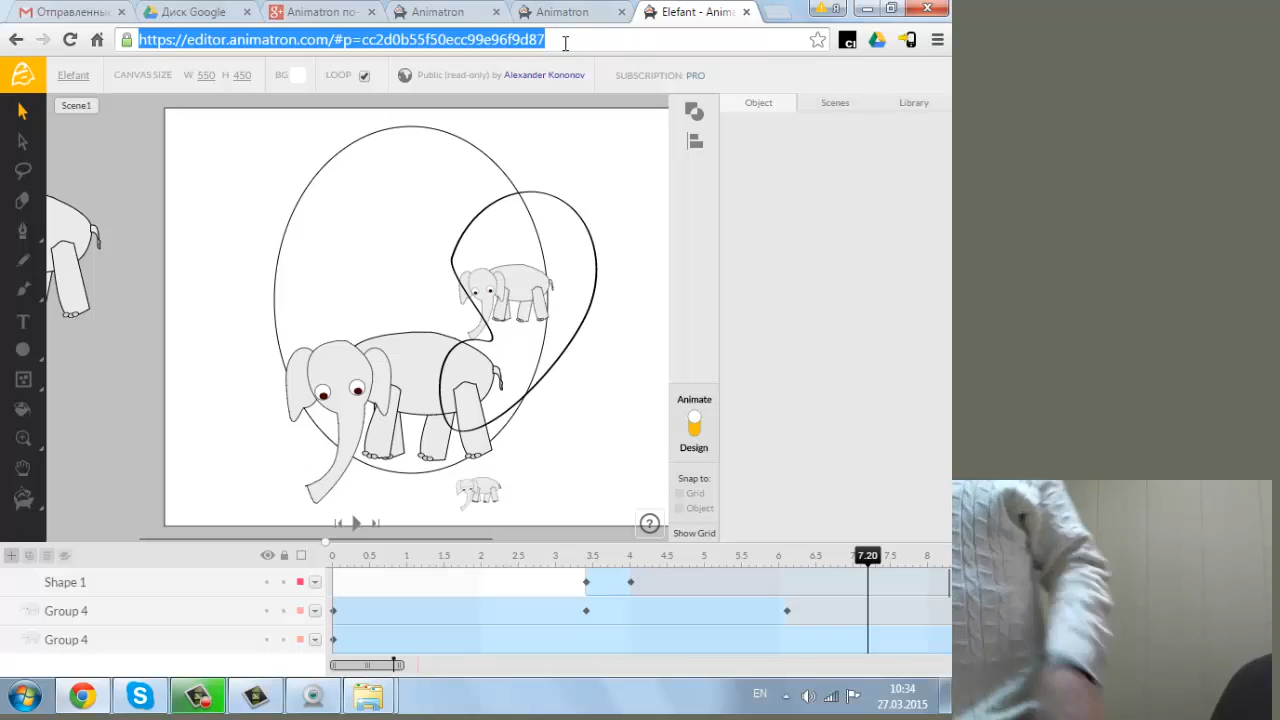 Отправленные
Диск Google
Animatron по-
Animatron
Animatron
Elefant - Anima
8
https://editor.animatron.com/#p=cc2d0b55f50ecc99e96f9d87
Elefant CANVAS SIZE W 550 H 450 BG LOOP Public (read-only) by Alexander Kononov SUBSCRIPTION: PRO
Scene1
Object Scenes Library
Animate
Design
Snap to:
Grid
Object
Show Grid
0 0.5 1 1.5 2 2.5 3 3.5 4 4.5 5 5.5 6 6.5 7.20 7.5 8
Shape 1
Group 4
Group 4
EN
10:34
27.03.2015